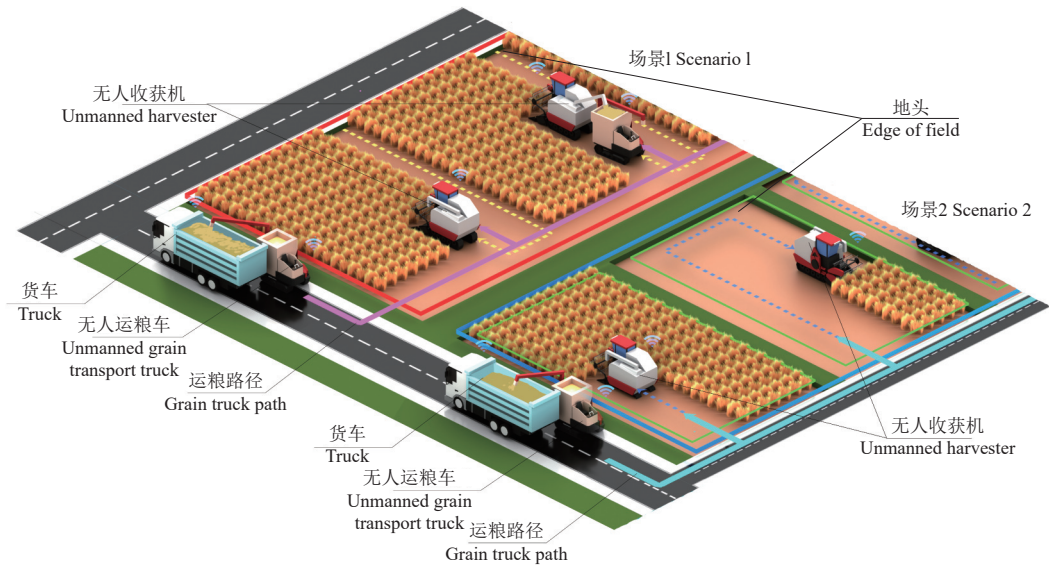 场景1 Scenario 1
无人收获机
Unmanned harvester
地头
Edge of field
场景2 Scenario 2
货车
Truck
无人运粮车
Unmanned grain
transport truck
运粮路径
Grain truck path
货车
Truck
无人收获机
Unmanned harvester
无人运粮车
Unmanned grain
transport truck
运粮路径
Grain truck path